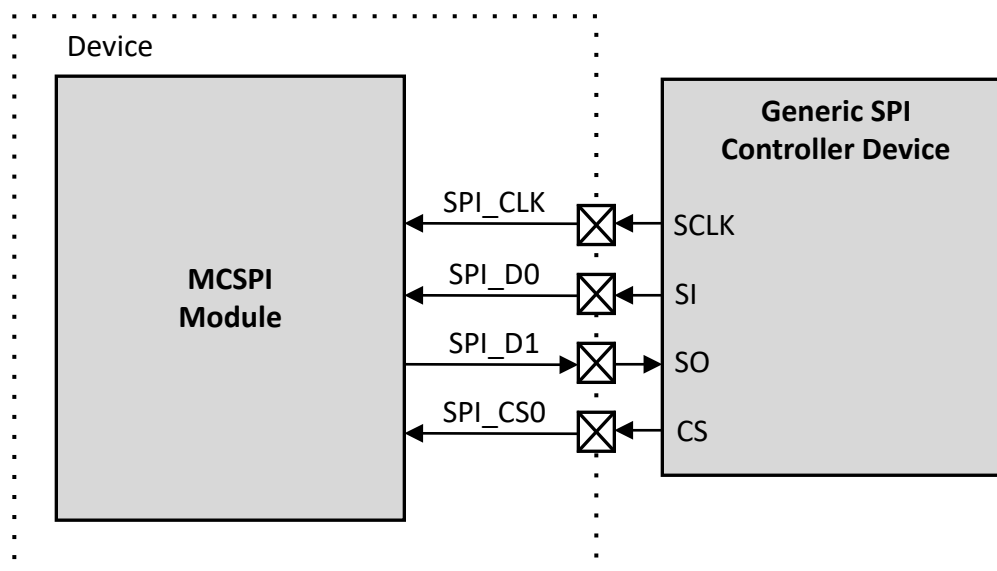 Device
Generic SPI
Controller Device
SPI_CLK
SCLK
MCSPI
Module
SPI_D0
SI
SPI_D1
SO
SPI_CS0
CS